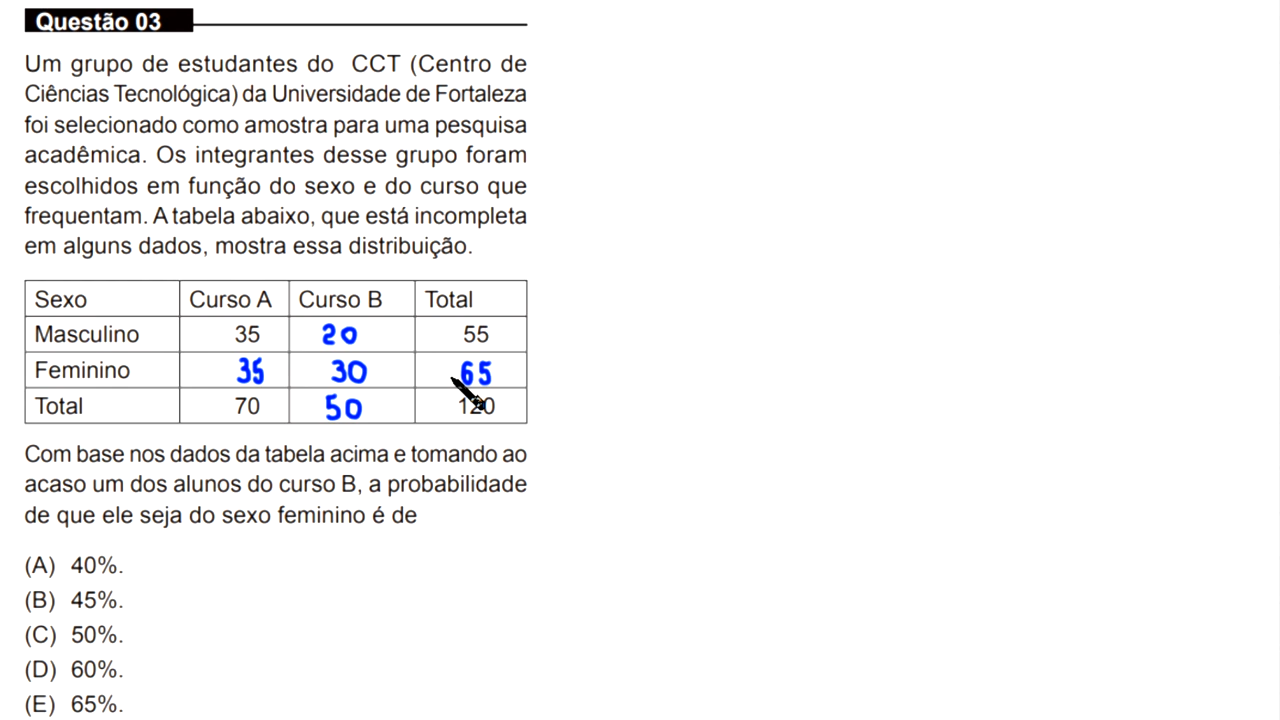 Questão 03
Um grupo de estudantes do CCT (Centro de
Ciências Tecnológica) da Universidade de Fortaleza
foi selecionado como amostra para uma pesquisa
acadêmica. Os integrantes desse grupo foram
escolhidos em função do sexo e do curso que
frequentam. A tabela abaixo, que está incompleta
em alguns dados, mostra essa distribuição.
Sexo Curso A Curso B Total
Masculino 35 20 55
Feminino 35 30 65
Total 70 50 120
Com base nos dados da tabela acima e tomando ao
acaso um dos alunos do curso B, a probabilidade
de que ele seja do sexo feminino é de
(A) 40%.
(B) 45%.
(C) 50%.
(D) 60%.
(E) 65%.